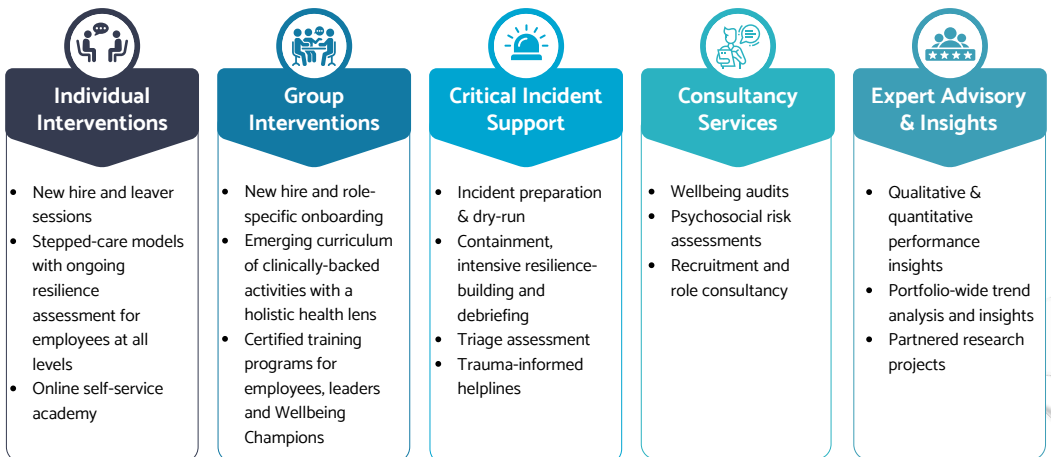 Individual
Interventions
New hire and leaver
sessions
Stepped-care models
with ongoing
resilience
assessment for
employees at all
levels
Online self-service
academy
Group
Interventions
New hire and role-
specific onboarding
Emerging curriculum
of clinically-backed
activities with a
holistic health lens
Certified training
programs for
employees, leaders
and Wellbeing
Champions
Critical Incident
Support
Incident preparation
& dry-run
Containment,
intensive resilience-
building and
debriefing
Triage assessment
Trauma-informed
helplines
Consultancy
Services
Wellbeing audits
Psychosocial risk
assessments
Recruitment and
role consultancy
Expert Advisory
& Insights
Qualitative &
quantitative
performance
insights
Portfolio-wide trend
analysis and insights
Partnered research
projects